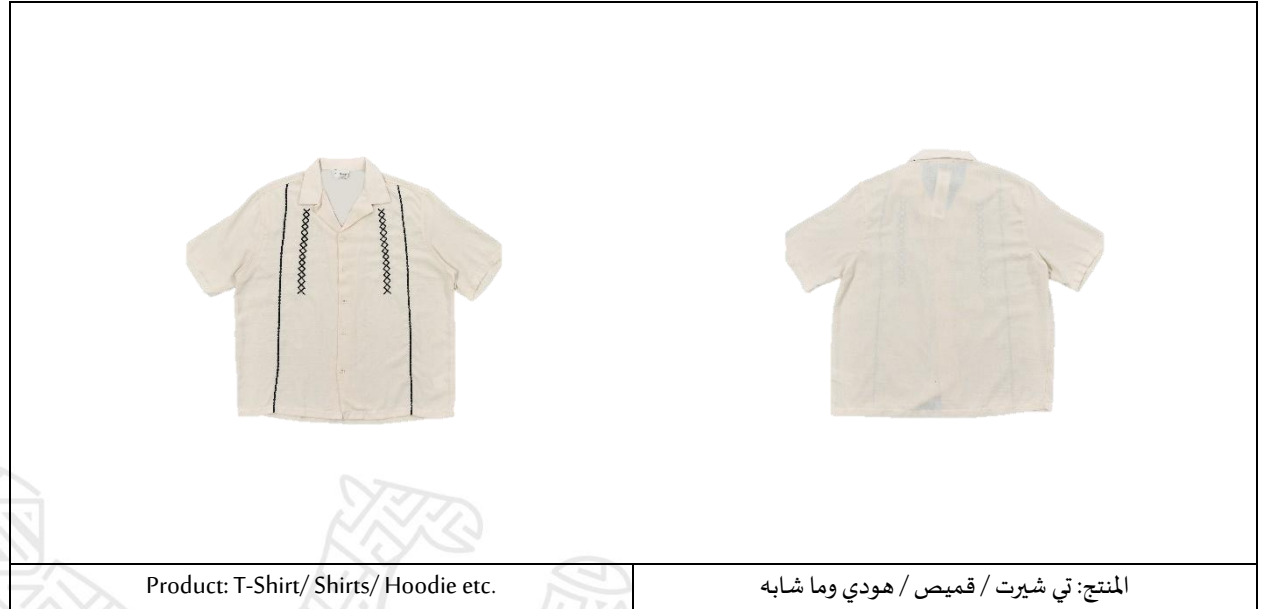 Product: T-Shirt/ Shirts/ Hoodie etc.
المنتج: تي شيرت / قميص / هودي وما شابه